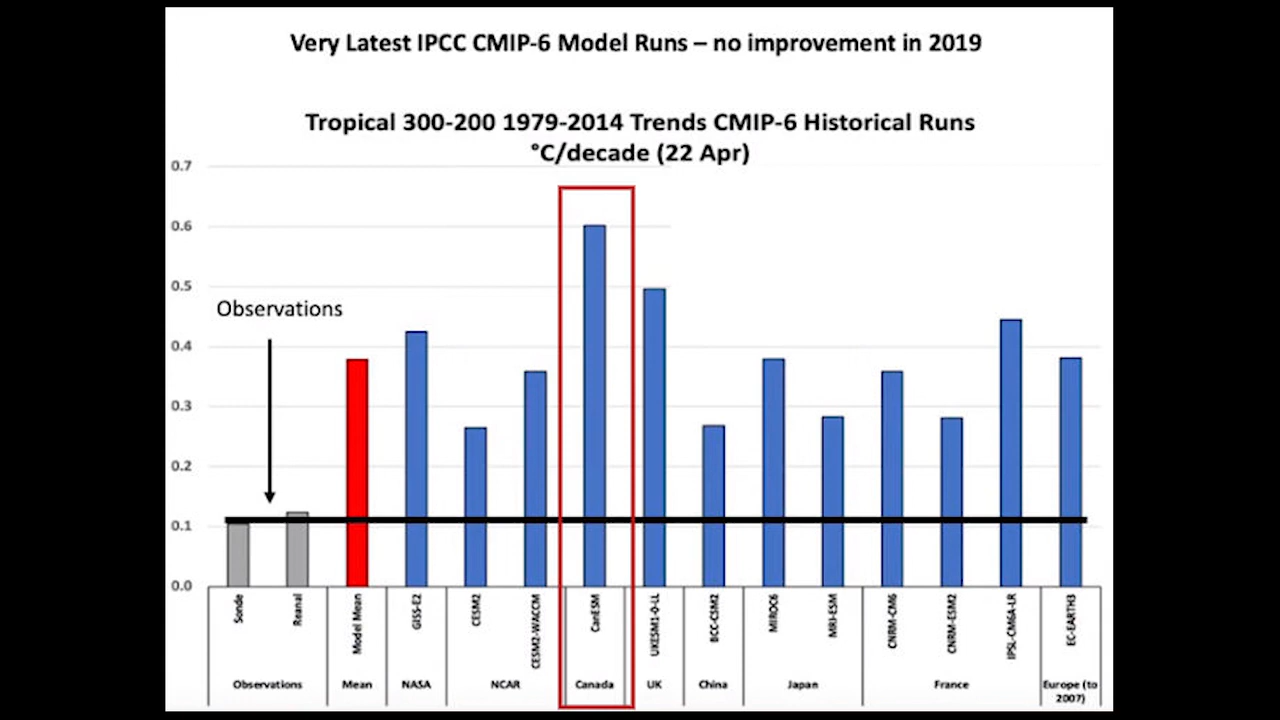 Very Latest IPCC CMIP-6 Model Runs – no improvement in 2019
Tropical 300-200 1979-2014 Trends CMIP-6 Historical Runs
°C/decade (22 Apr)
0.7
0.6
0.5
0.4
0.3
0.2
0.1
0.0
Observations
Sonde
Reanal
Model Mean
GISS-E2
CESM2
CESM2-WACCM
CanESM
UKESM1-0-LL
BCC-CSM2
MIROC6
MRI-ESM
CNRM-CM6
CNRM-ESM2
IPSL-CM6A-LR
EC-EARTH3
Observations
Mean
NASA
NCAR
Canada
UK
China
Japan
France
Europe (to
2007)